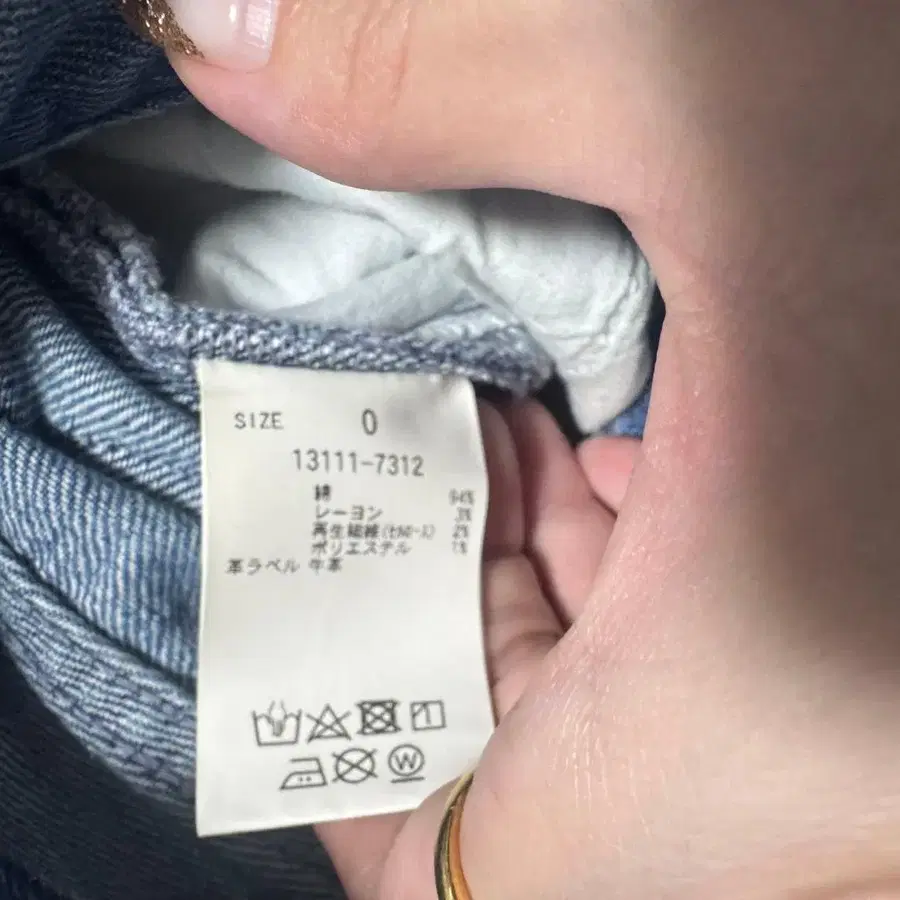 SIZE 0
13111-7312
綿 94%
レーヨン 3%
再生繊維(セルロース) 2%
ポリエステル 1%
革ラベル 牛革
W